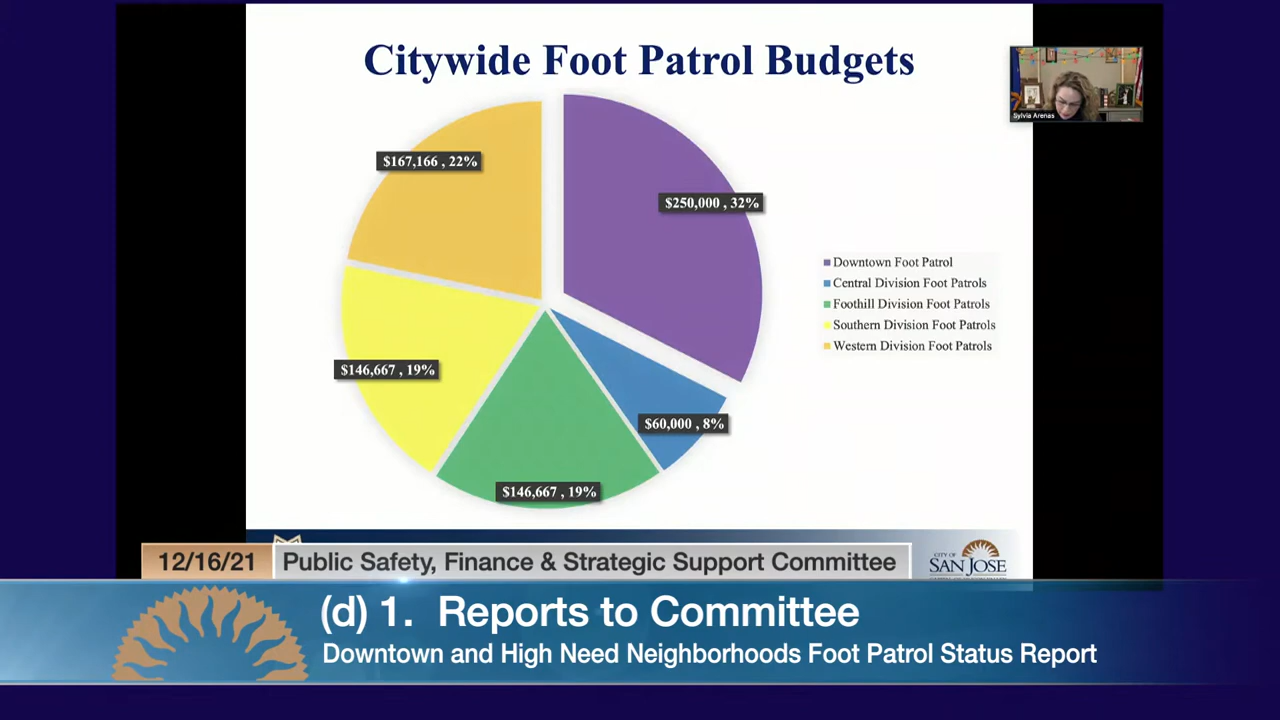 Citywide Foot Patrol Budgets
Sylvia Arenas
$167,166 , 22%
$250,000 , 32%
$146,667 , 19%
$60,000 , 8%
$146,667 , 19%
Downtown Foot Patrol
Central Division Foot Patrols
Foothill Division Foot Patrols
Southern Division Foot Patrols
Western Division Foot Patrols
12/16/21
Public Safety, Finance & Strategic Support Committee
CITY OF
SAN JOSE
(d) 1. Reports to Committee
Downtown and High Need Neighborhoods Foot Patrol Status Report